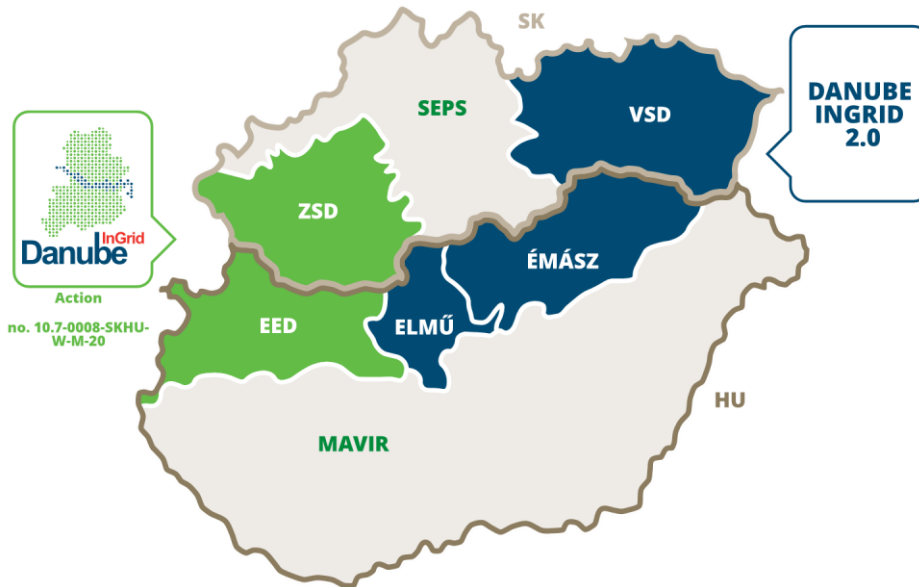 SK
DANUBE
INGRID
2.0
SEPS
VSD
ZSD
InGrid
Danube
Action
no. 10.7-0008-SKHU-
W-M-20
ÉMÁSZ
EED
ELMŰ
HU
MAVIR